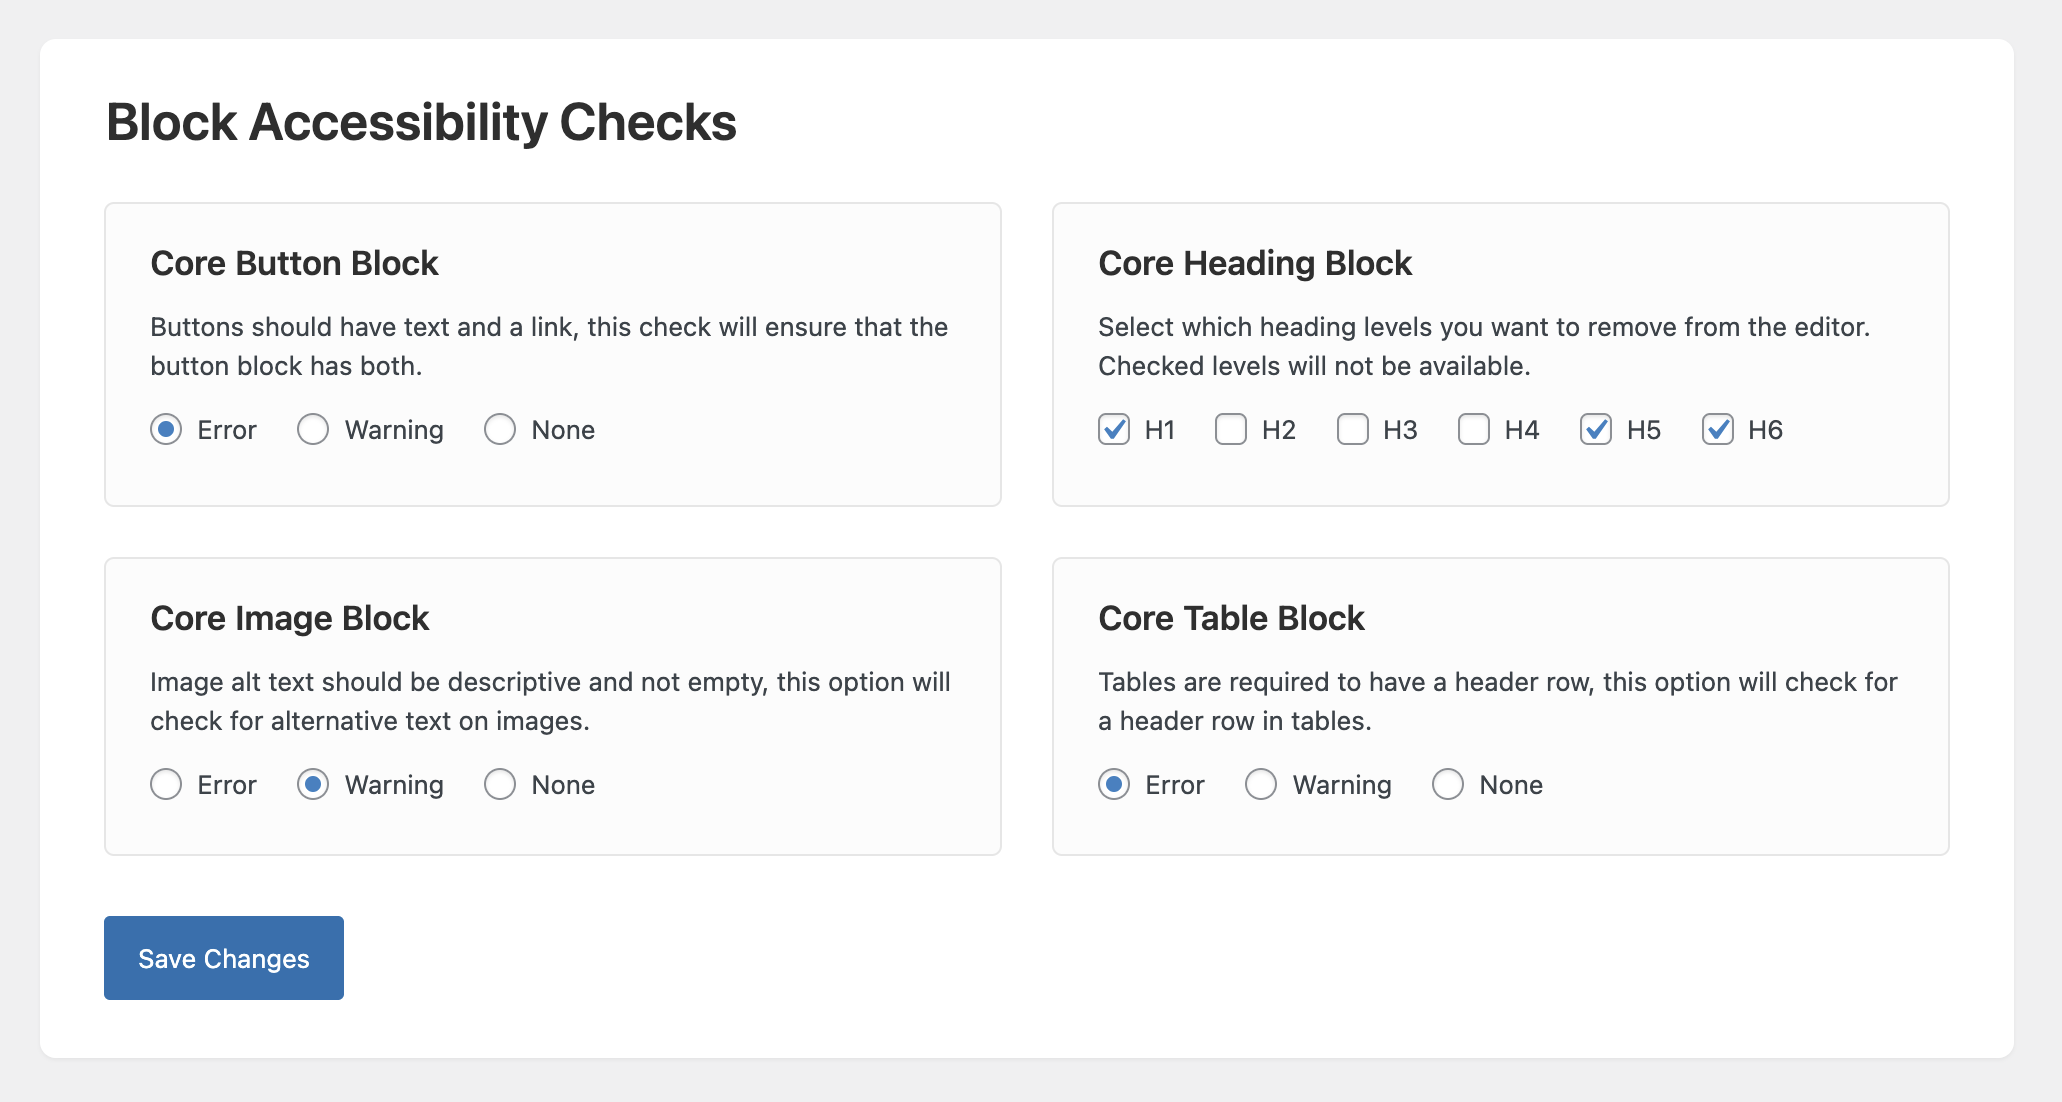 Block Accessibility Checks
Core Button Block
Buttons should have text and a link, this check will ensure that the
button block has both.
Error Warning None
Core Heading Block
Select which heading levels you want to remove from the editor.
Checked levels will not be available.
H1 H2 H3 H4 H5 H6
Core Image Block
Image alt text should be descriptive and not empty, this option will
check for alternative text on images.
Error Warning None
Core Table Block
Tables are required to have a header row, this option will check for
a header row in tables.
Error Warning None
Save Changes